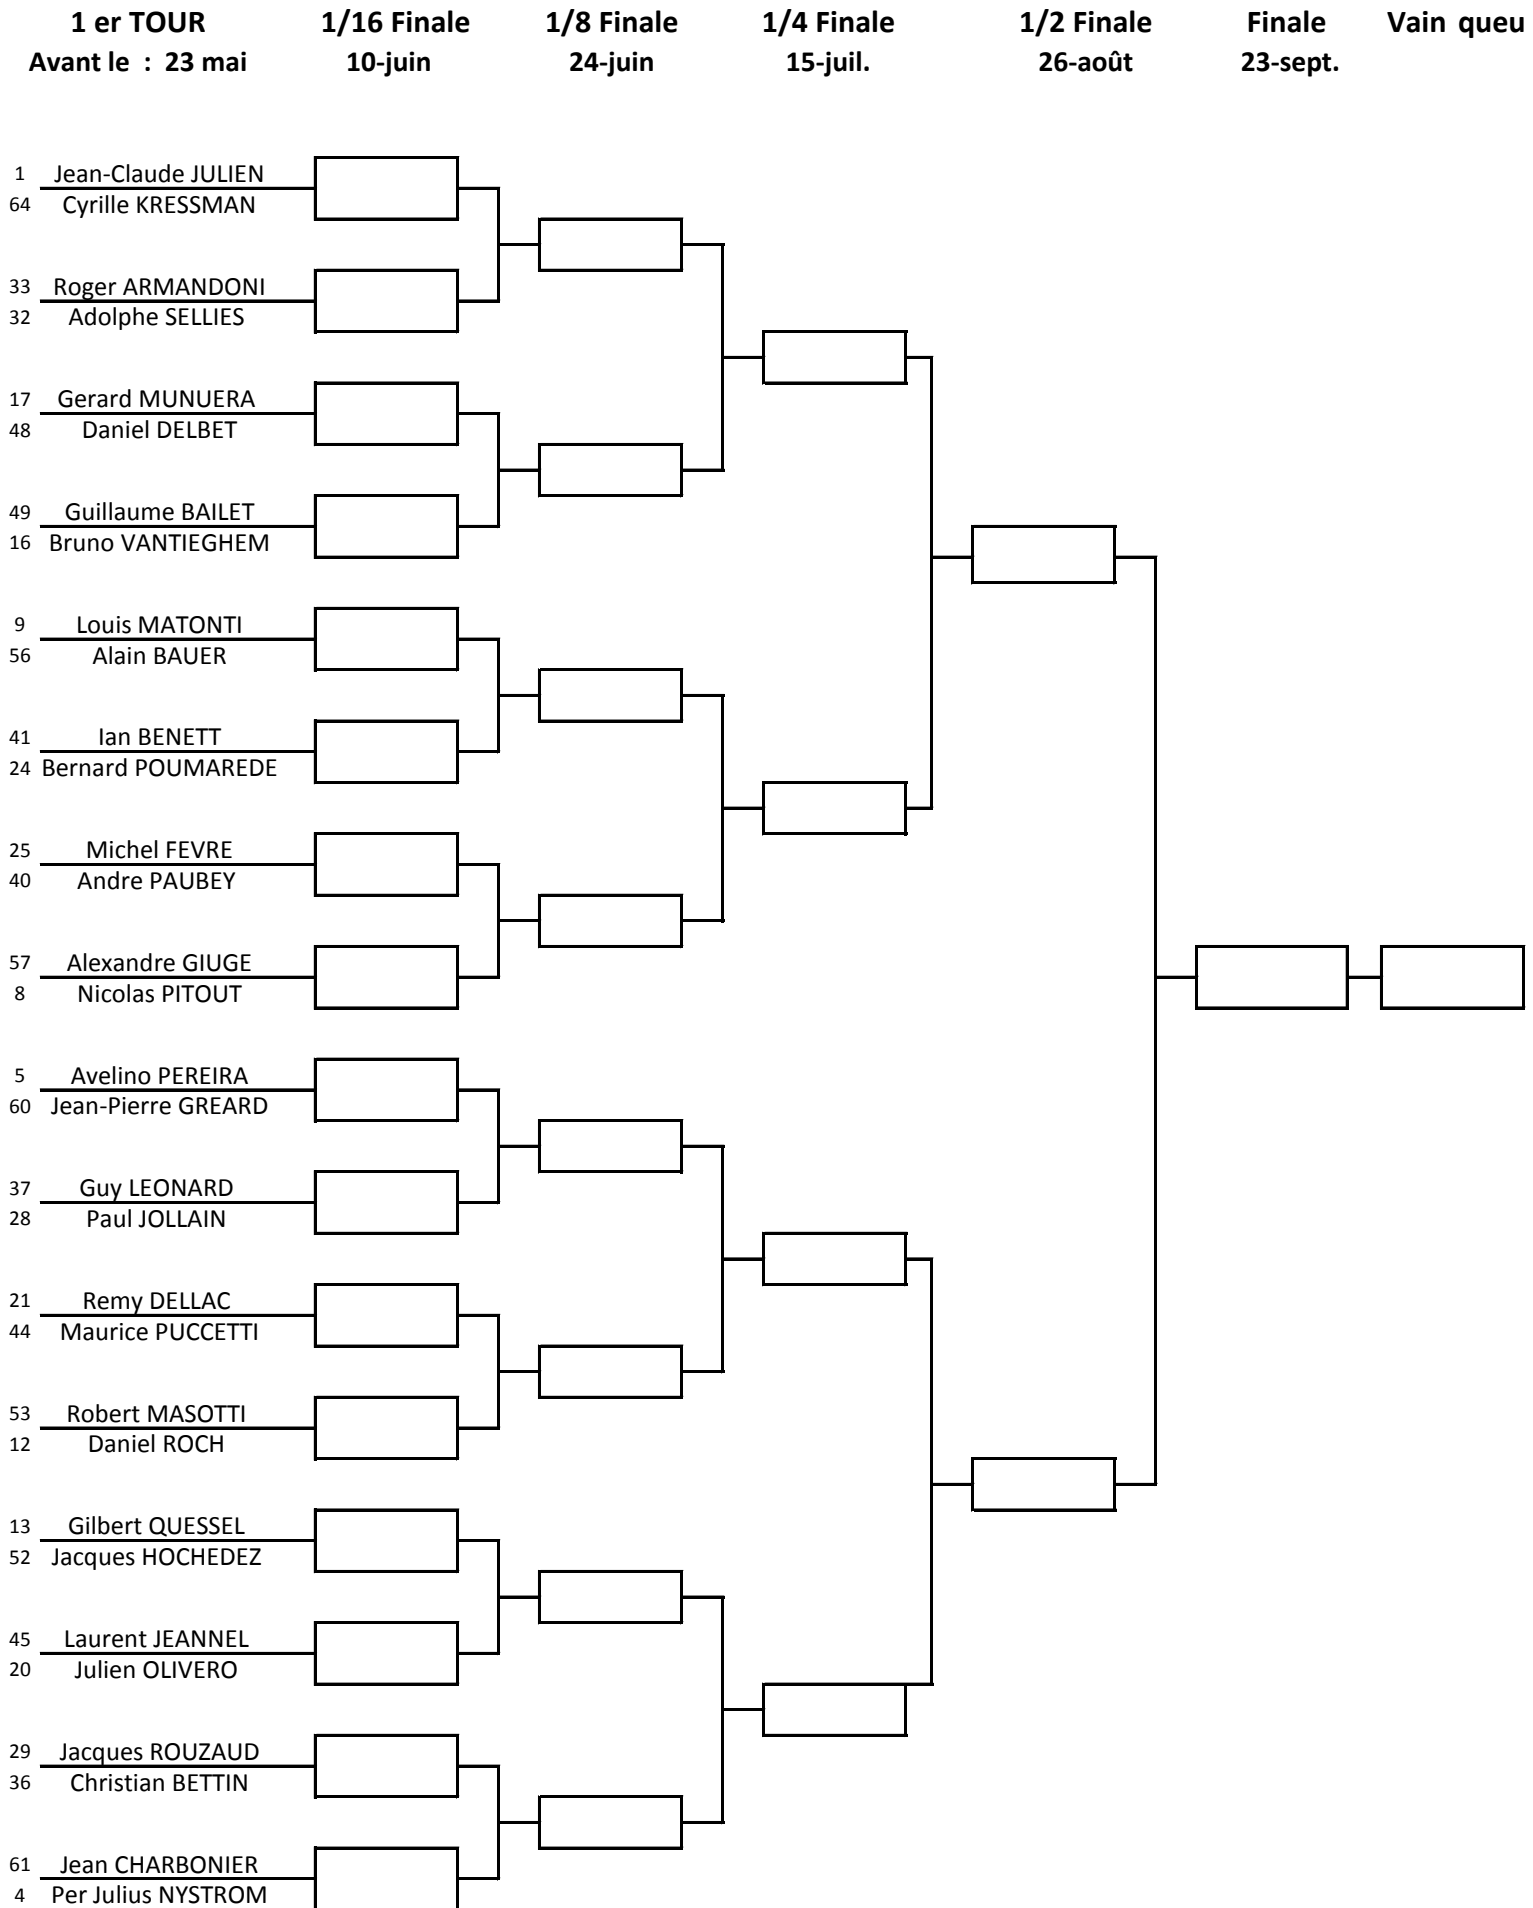 1 er TOUR 1/16 Finale 1/8 Finale 1/4 Finale 1/2 Finale Finale Vain queu
Avant le : 23 mai 10-juin 24-juin 15-juil. 26-août 23-sept.
1 Jean-Claude JULIEN
64 Cyrille KRESSMAN
33 Roger ARMANDONI
32 Adolphe SELLIES
17 Gerard MUNUERA
48 Daniel DELBET
49 Guillaume BAILET
16 Bruno VANTIEGHEM
9 Louis MATONTI
56 Alain BAUER
41 Ian BENETT
24 Bernard POUMAREDE
25 Michel FEVRE
40 Andre PAUBEY
57 Alexandre GIUGE
8 Nicolas PITOUT
5 Avelino PEREIRA
60 Jean-Pierre GREARD
37 Guy LEONARD
28 Paul JOLLAIN
21 Remy DELLAC
44 Maurice PUCCETTI
53 Robert MASOTTI
12 Daniel ROCH
13 Gilbert QUESSEL
52 Jacques HOCHEDEZ
45 Laurent JEANNEL
20 Julien OLIVERO
29 Jacques ROUZAUD
36 Christian BETTIN
61 Jean CHARBONIER
4 Per Julius NYSTROM